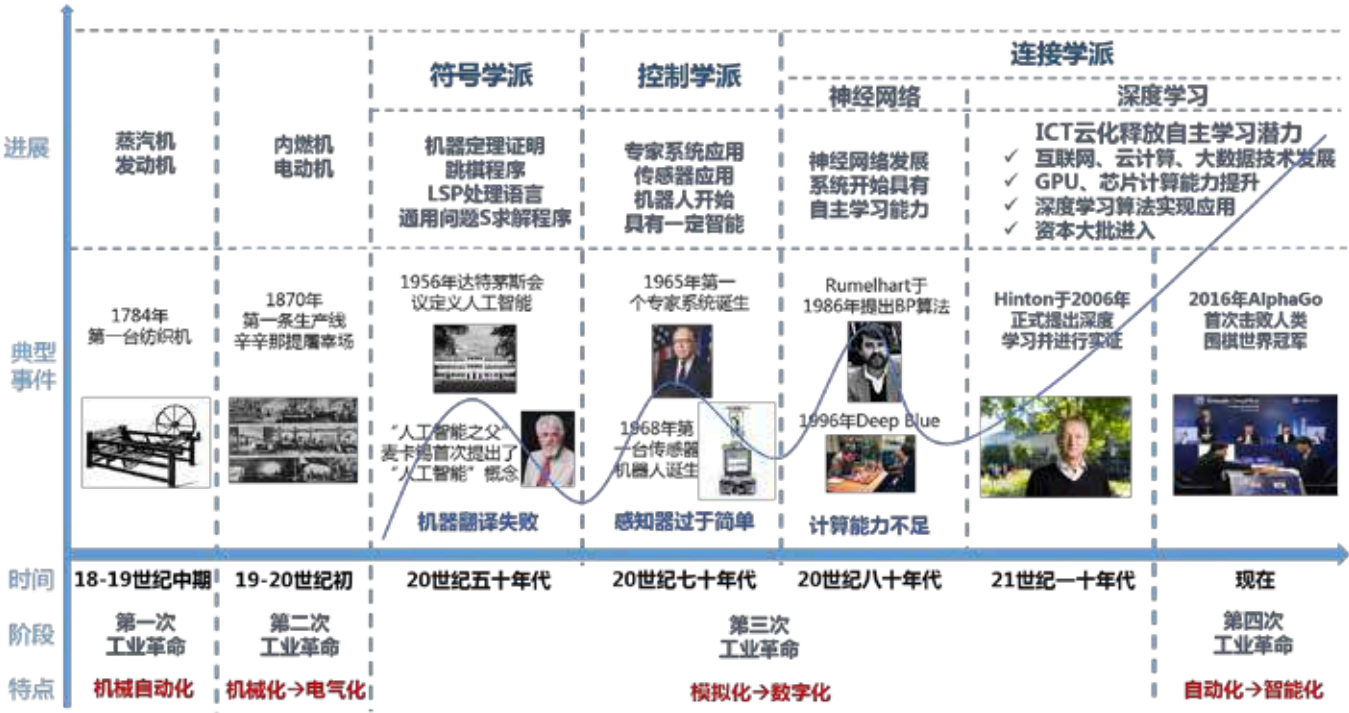 符号学派
控制学派
连接学派
神经网络
深度学习
进展
蒸汽机
发动机
内燃机
电动机
机器定理证明
跳棋程序
LSP处理语言
通用问题S求解程序
专家系统应用
传感器应用
机器人开始
具有一定智能
神经网络发展
系统开始具有
自主学习能力
ICT云化释放自主学习潜力
✓ 互联网、云计算、大数据技术发展
✓ GPU、芯片计算能力提升
✓ 深度学习算法实现应用
✓ 资本大批进入
典型
事件
1784年
第一台纺织机
1870年
第一条生产线
辛辛那提屠宰场
1956年达特茅斯会
议定义人工智能
“人工智能之父”
麦卡锡首次提出了
“人工智能”概念
机器翻译失败
1965年第一
个专家系统诞生
1968年第
一台传感器
机器人诞生
感知器过于简单
Rumelhart于
1986年提出BP算法
1996年Deep Blue
计算能力不足
Hinton于2006年
正式提出深度
学习并进行实证
2016年AlphaGo
首次击败人类
围棋世界冠军
时间
18-19世纪中期
19-20世纪初
20世纪五十年代
20世纪七十年代
20世纪八十年代
21世纪一十年代
现在
阶段
第一次
工业革命
第二次
工业革命
第三次
工业革命
第四次
工业革命
特点
机械自动化
机械化→电气化
模拟化→数字化
自动化→智能化